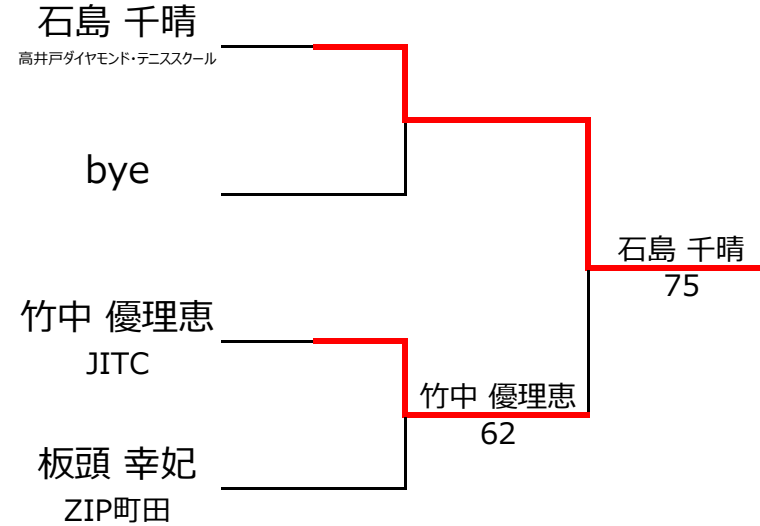 石島 千晴
高井戸ダイヤモンド・テニススクール
bye
石島 千晴
75
竹中 優理恵
JITC
竹中 優理恵
62
板頭 幸妃
ZIP町田